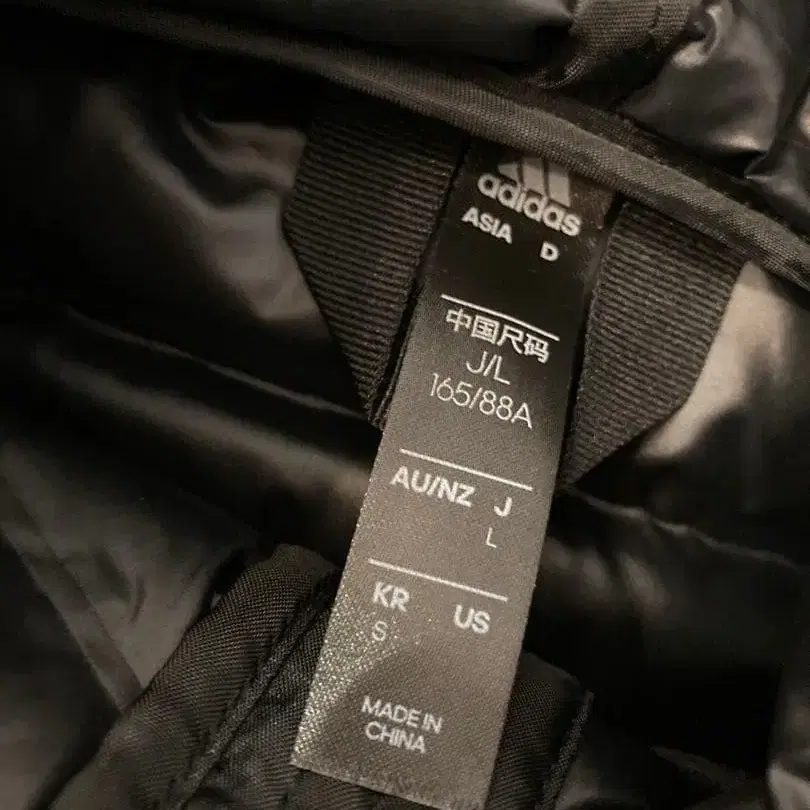 adidas
ASIA D
中国尺码
J/L
165/88A
AU/NZ J
L
KR US
S
MADE IN
CHINA